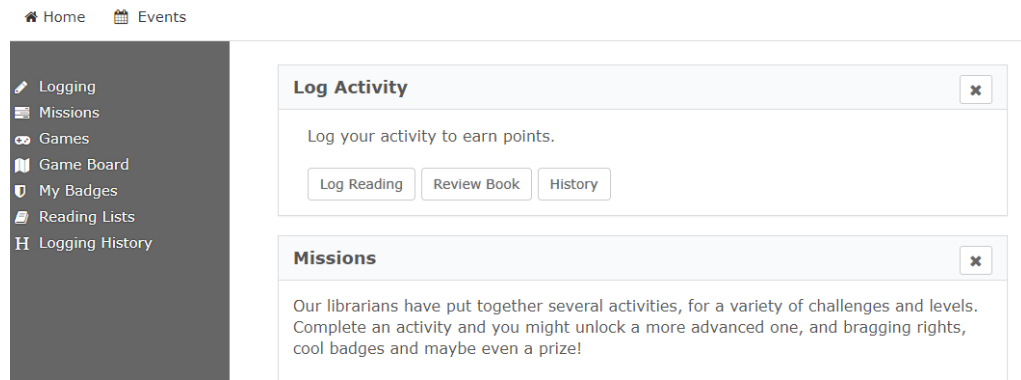 Home Events
Logging
Missions
Games
Game Board
My Badges
Reading Lists
H Logging History
Log Activity
Log your activity to earn points.
Log Reading Review Book History
Missions
Our librarians have put together several activities, for a variety of challenges and levels.
Complete an activity and you might unlock a more advanced one, and bragging rights,
cool badges and maybe even a prize!